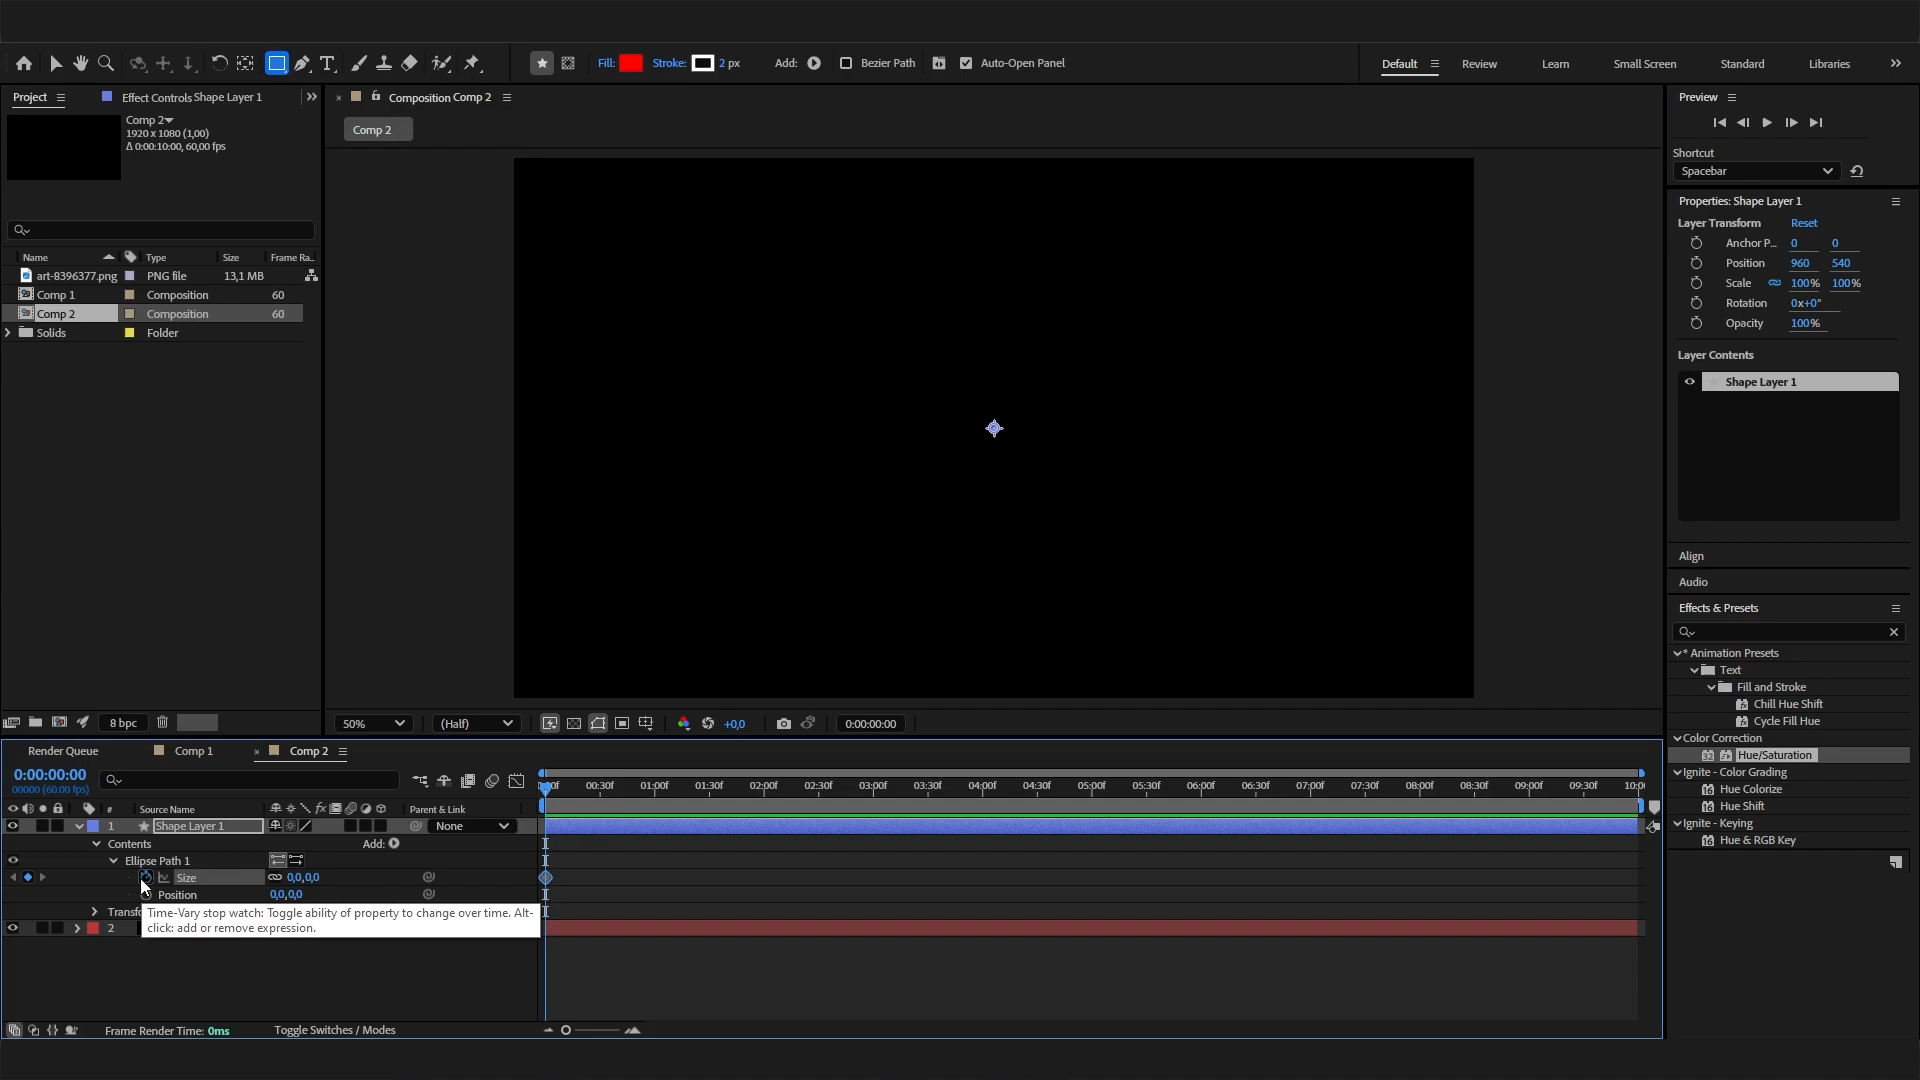 Fill:
Stroke:
2 px
Add:
Bezier Path
Auto-Open Panel
Default
Review
Learn
Small Screen
Standard
Libraries
Project
Effect Controls Shape Layer 1
Composition Comp 2
Preview
Comp 2
1920 x 1080 (1,00)
Δ 0:00:10:00, 60,00 fps
Comp 2
Shortcut
Spacebar
Properties: Shape Layer 1
Layer Transform
Reset
Anchor P...
0
0
Position
960
540
Scale
100%
100%
Rotation
0x+0°
Opacity
100%
Name
Type
Size
Frame Ra..
art-8396377.png
PNG file
13,1 MB
Comp 1
Composition
60
Comp 2
Composition
60
Solids
Folder
Layer Contents
Shape Layer 1
Align
Audio
Effects & Presets
* Animation Presets
Text
Fill and Stroke
Chill Hue Shift
Cycle Fill Hue
Color Correction
32
Hue/Saturation
Ignite - Color Grading
16
Hue Colorize
16
Hue Shift
Ignite - Keying
16
Hue & RGB Key
8 bpc
50%
(Half)
+0,0
0:00:00:00
Render Queue
Comp 1
Comp 2
0:00:00:00
00000 (60.00 fps)
00f
00:30f
01:00f
01:30f
02:00f
02:30f
03:00f
03:30f
04:00f
04:30f
05:00f
05:30f
06:00f
06:30f
07:00f
07:30f
08:00f
08:30f
09:00f
09:30f
10:0
#
Source Name
fx
Parent & Link
1
Shape Layer 1
None
Contents
Add:
Ellipse Path 1
Size
0,0,0,0
Position
0,0,0,0
Transf
2
Time-Vary stop watch: Toggle ability of property to change over time. Alt-
click: add or remove expression.
Frame Render Time: 0ms
Toggle Switches / Modes